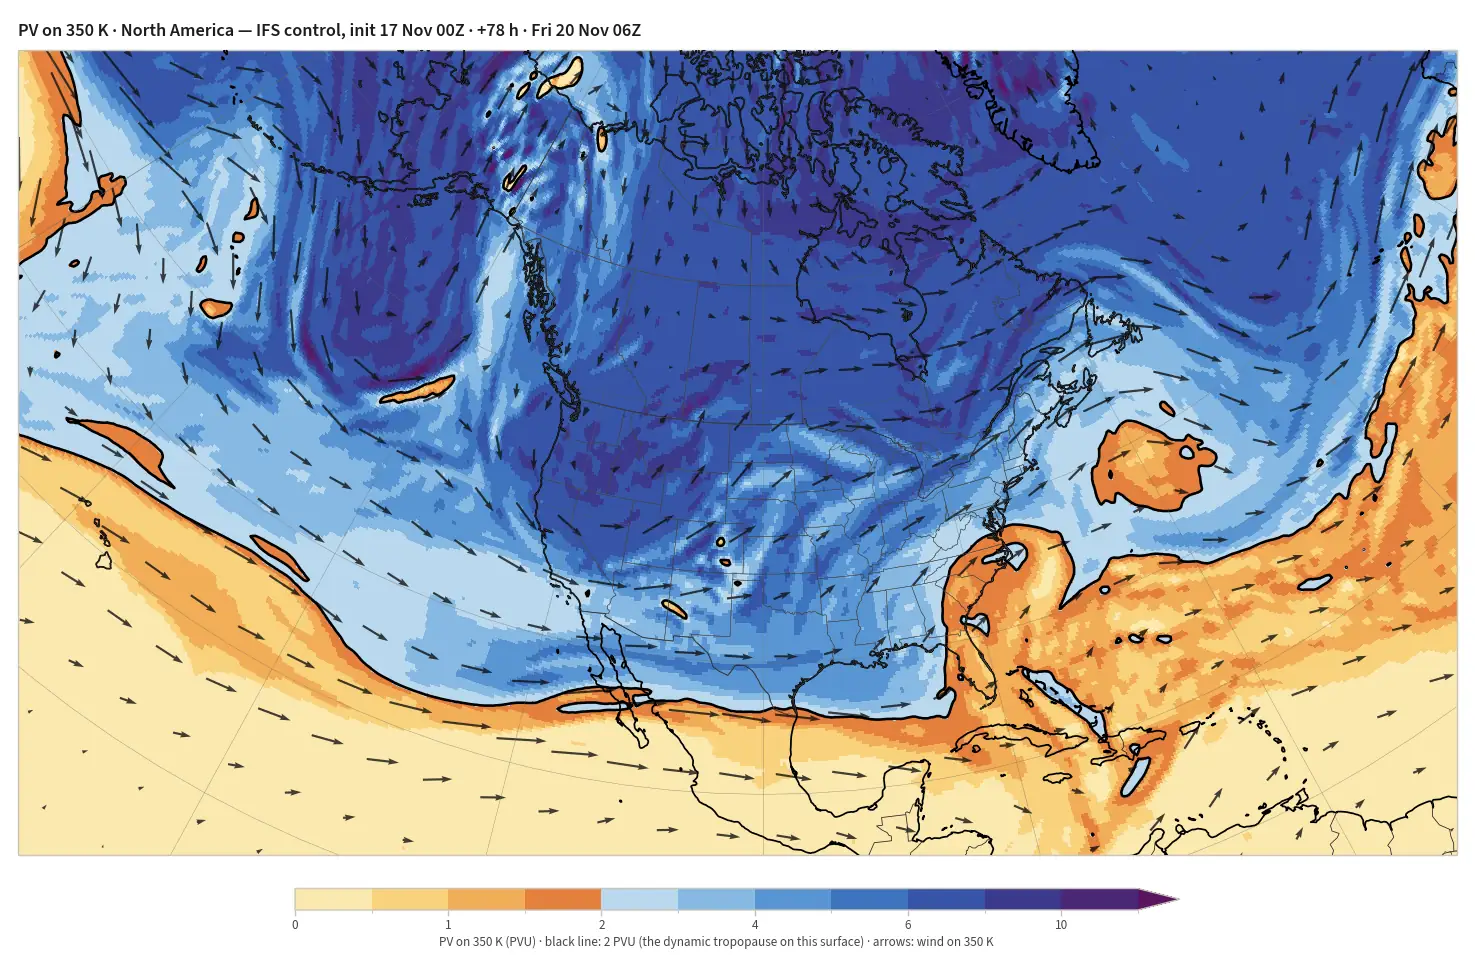 PV on 350 K · North America — IFS control, init 17 Nov 00Z · +78 h · Fri 20 Nov 06Z
0 1 2 4 6 10
PV on 350 K (PVU) · black line: 2 PVU (the dynamic tropopause on this surface) · arrows: wind on 350 K